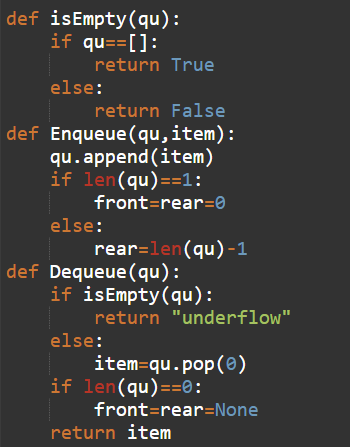 def isEmpty(qu):
    if qu==[]:
        return True
    else:
        return False
def Enqueue(qu,item):
    qu.append(item)
    if len(qu)==1:
        front=rear=0
    else:
        rear=len(qu)-1
def Dequeue(qu):
    if isEmpty(qu):
        return "underflow"
    else:
        item=qu.pop(0)
    if len(qu)==0:
        front=rear=None
    return item